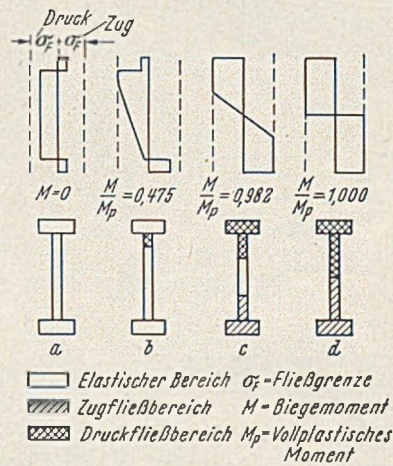 Druck
Zug
σF σF
M=0
M/Mp=0,475
M/Mp=0,982
M/Mp=1,000
a b c d
Elastischer Bereich σF=Fließgrenze
Zugfließbereich M=Biegemoment
Druckfließbereich Mp=Vollplastisches
Moment